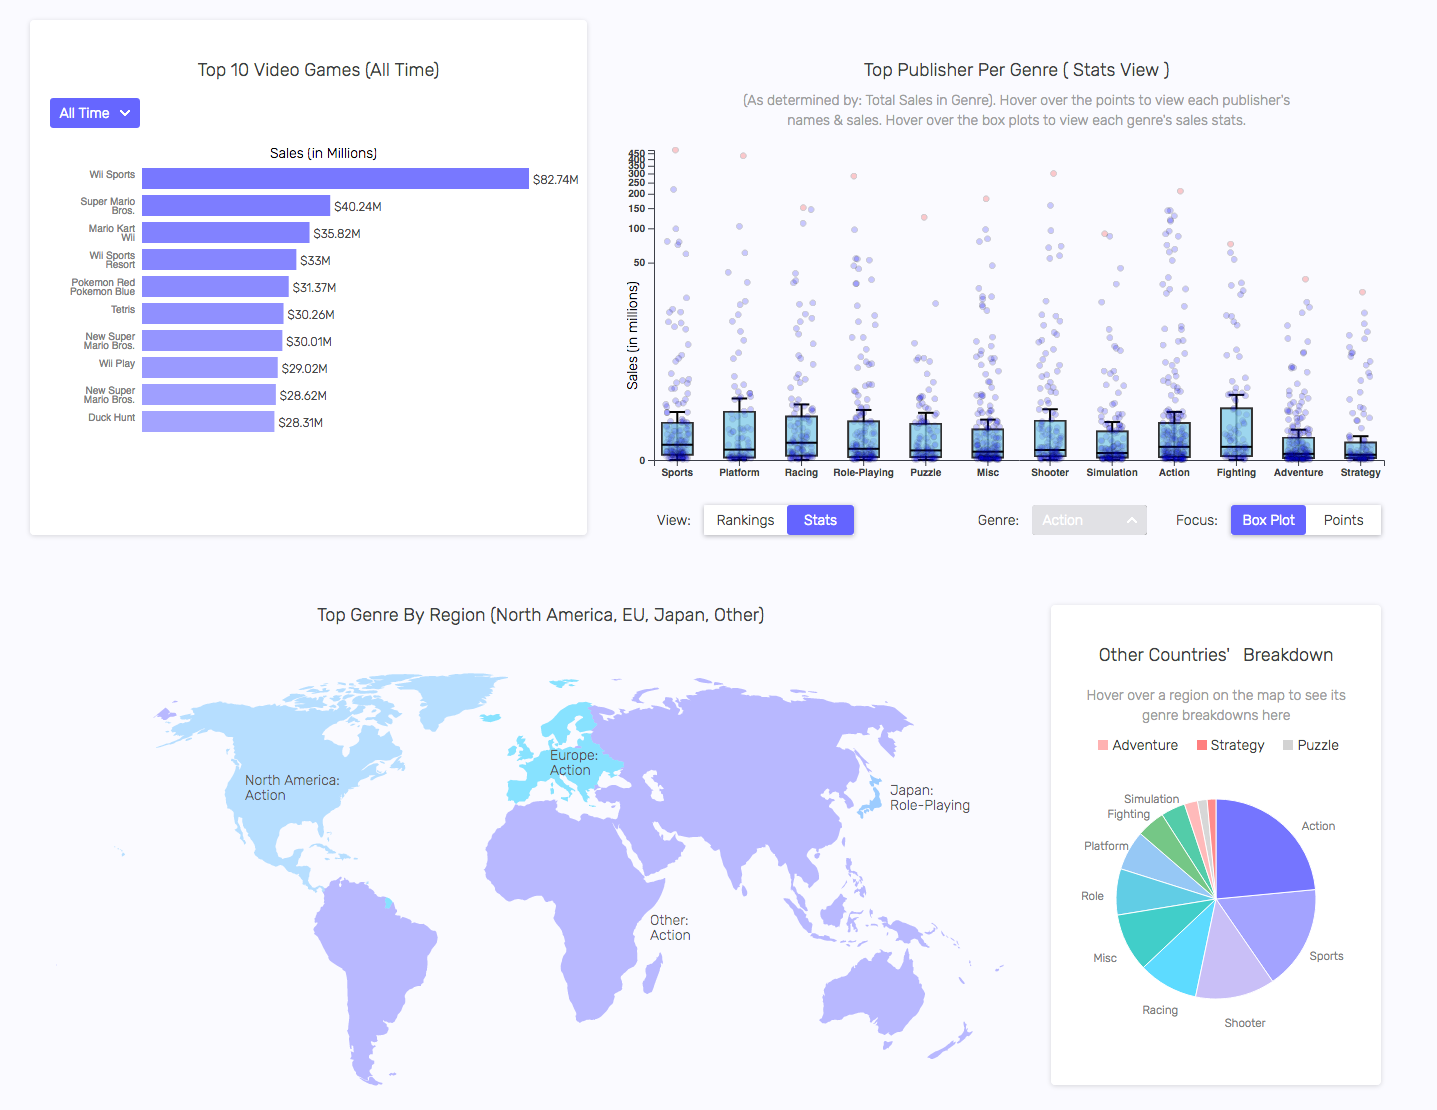 Top 10 Video Games (All Time)
All Time
Sales (in Millions)
Wii Sports
$82.74M
Super Mario
Bros.
$40.24M
Mario Kart
Wii
$35.82M
Wii Sports
Resort
$33M
Pokemon Red
Pokemon Blue
$31.37M
Tetris
$30.26M
New Super
Mario Bros.
$30.01M
Wii Play
$29.02M
New Super
Mario Bros.
$28.62M
Duck Hunt
$28.31M
Top Publisher Per Genre ( Stats View )
(As determined by: Total Sales in Genre). Hover over the points to view each publisher's
names & sales. Hover over the box plots to view each genre's sales stats.
Sales (in millions)
450
400
350
300
250
200
150
100
50
0
Sports Platform Racing Role-Playing Puzzle Misc Shooter Simulation Action Fighting Adventure Strategy
View: Rankings Stats Genre: Action Focus: Box Plot Points
Top Genre By Region (North America, EU, Japan, Other)
North America:
Action
Europe:
Action
Japan:
Role-Playing
Other:
Action
Other Countries' Breakdown
Hover over a region on the map to see its
genre breakdowns here
Adventure Strategy Puzzle
Simulation
Fighting
Platform
Role
Misc
Racing
Shooter
Sports
Action